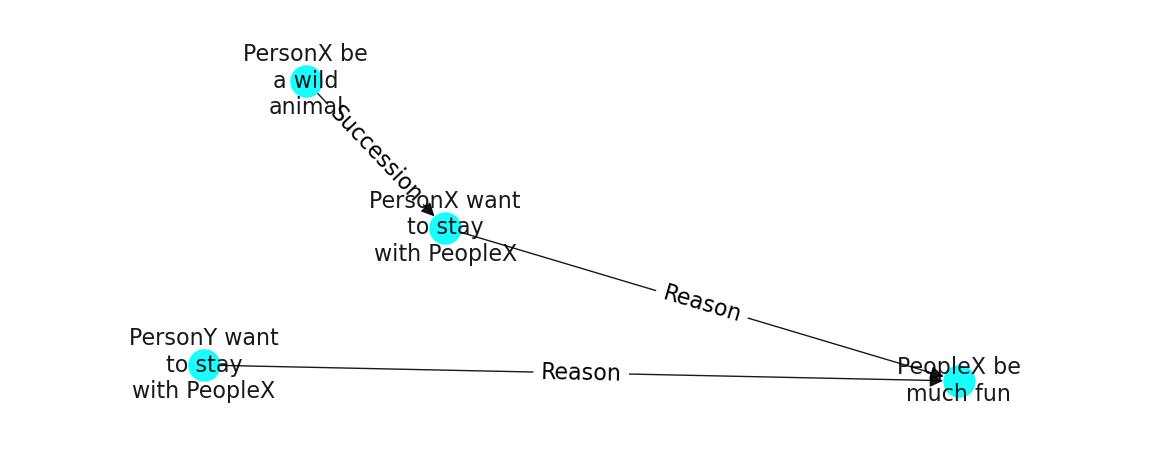 PersonX be
a wild
animal
Succession
PersonX want
to stay
with PeopleX
Reason
PersonY want
to stay
with PeopleX
Reason
PeopleX be
much fun